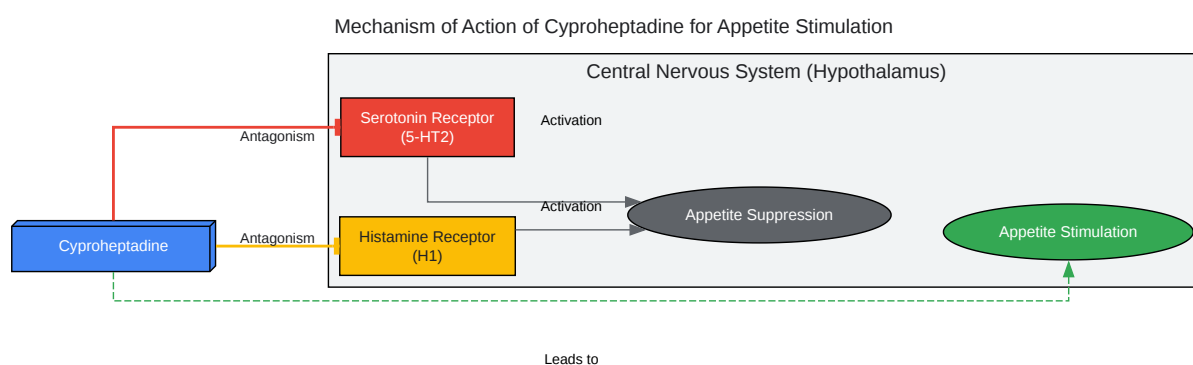 Mechanism of Action of Cyproheptadine for Appetite Stimulation
Central Nervous System (Hypothalamus)
Serotonin Receptor
(5-HT2)
Activation
Antagonism
Activation
Appetite Suppression
Appetite Stimulation
Cyproheptadine
Antagonism
Histamine Receptor
(H1)
Leads to